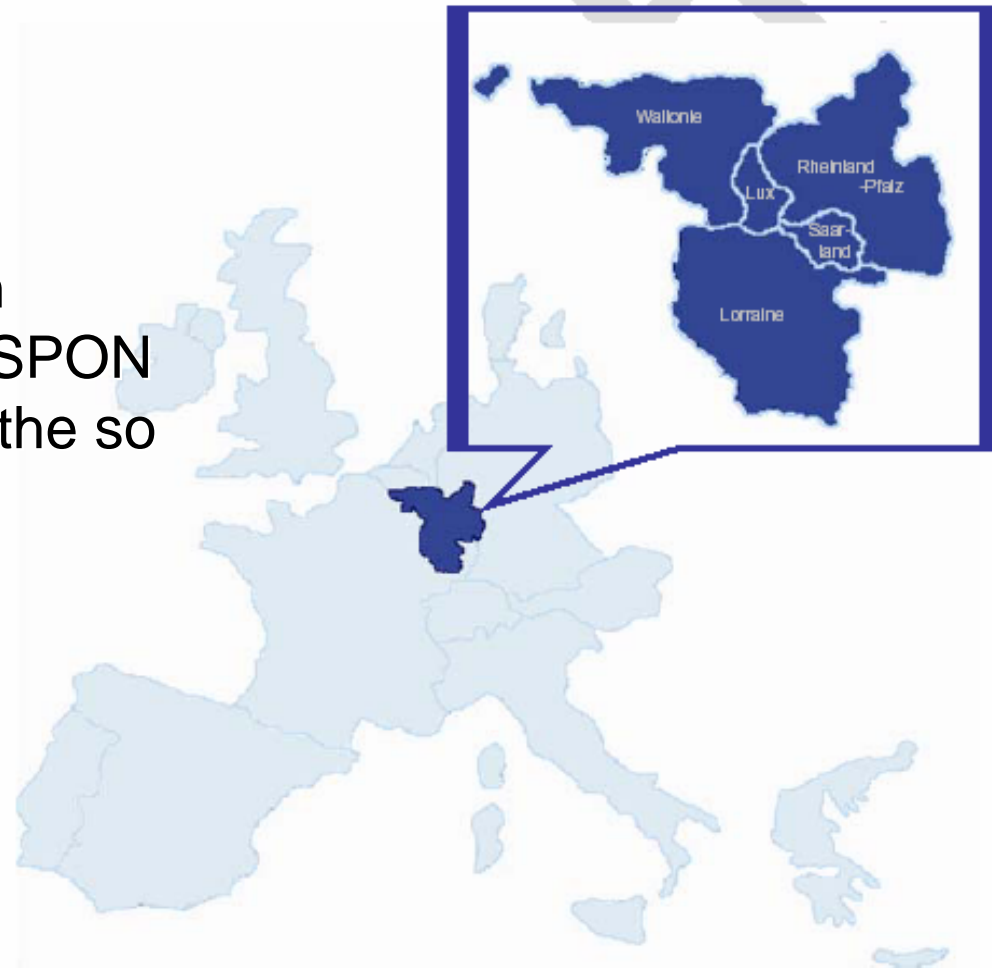 SPON
the so
Wallonie
Rheinland
-Pfalz
Lux
Saar-
land
Lorraine